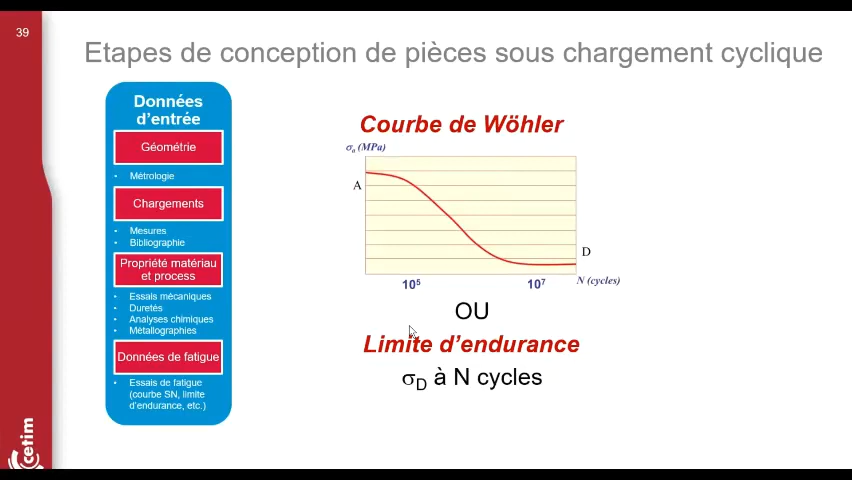 39
Etapes de conception de pièces sous chargement cyclique
Données
d'entrée
Géométrie
• Métrologie
Chargements
• Mesures
• Bibliographie
Propriété matériau
et process
• Essais mécaniques
• Duretés
• Analyses chimiques
• Métallographies
Données de fatigue
• Essais de fatigue
(courbe SN, limite
d'endurance, etc.)
Courbe de Wöhler
σa (MPa)
A
D
10⁵
10⁷
N (cycles)
OU
Limite d'endurance
σD à N cycles
cetim